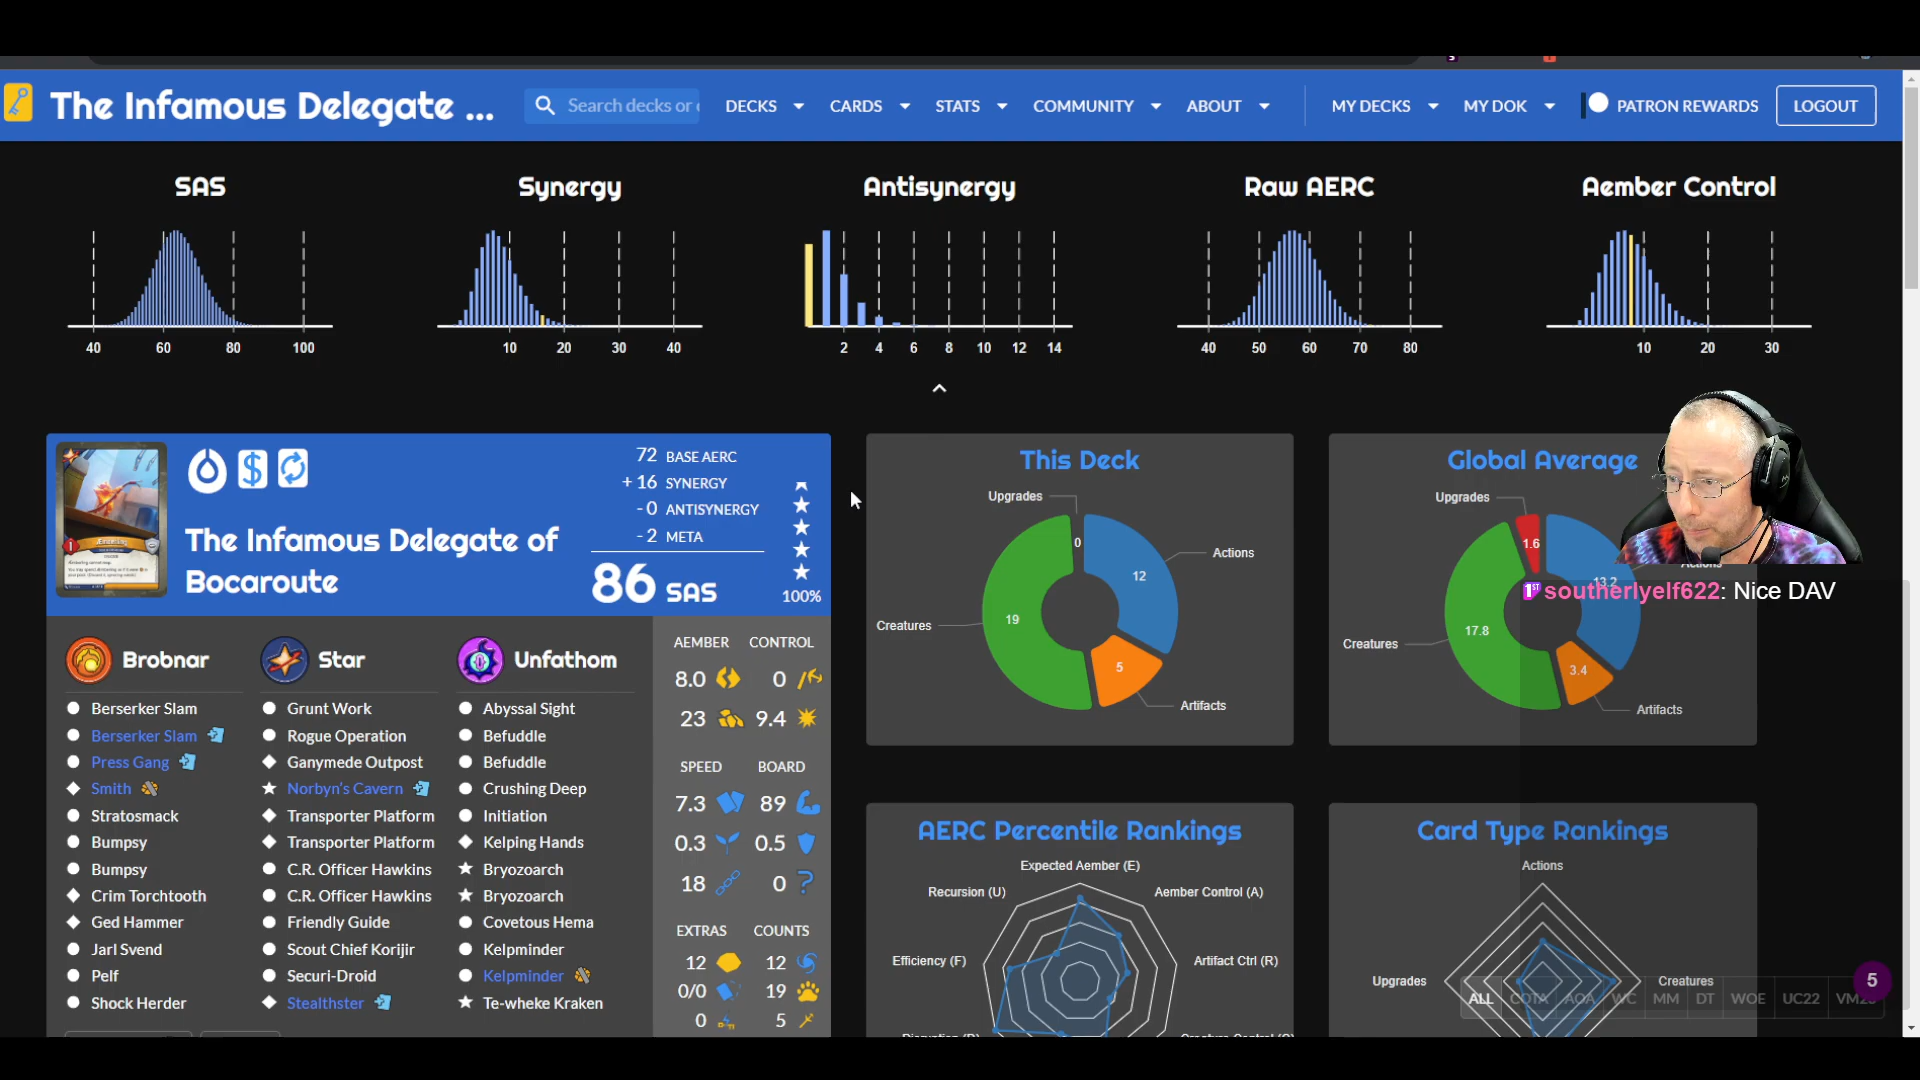 The Infamous Delegate ...
Search decks or c
DECKS
CARDS
STATS
COMMUNITY
ABOUT
MY DECKS
MY DOK
PATRON REWARDS
LOGOUT
SAS
Synergy
Antisynergy
Raw AERC
Aember Control
40 60 80 100
10 20 30 40
2 4 6 8 10 12 14
40 50 60 70 80
10 20 30
72 BASE AERC
+ 16 SYNERGY
- 0 ANTISYNERGY
- 2 META
The Infamous Delegate of
Bocaroute
86 SAS
100%
Brobnar
Berserker Slam
Berserker Slam
Press Gang
Smith
Stratosmack
Bumpsy
Bumpsy
Crim Torchtooth
Ged Hammer
Jarl Svend
Pelf
Shock Herder
Star
Grunt Work
Rogue Operation
Ganymede Outpost
Norbyn's Cavern
Transporter Platform
Transporter Platform
C.R. Officer Hawkins
C.R. Officer Hawkins
Friendly Guide
Scout Chief Korijir
Securi-Droid
Stealthster
Unfathom
Abyssal Sight
Befuddle
Befuddle
Crushing Deep
Initiation
Kelping Hands
Bryozoarch
Bryozoarch
Covetous Hema
Kelpminder
Kelpminder
Te-wheke Kraken
AEMBER CONTROL
8.0 0
23 9.4
SPEED BOARD
7.3 89
0.3 0.5
18 0 ?
EXTRAS COUNTS
12 12
0/0 19
0 5
This Deck
Upgrades
0
Actions
12
Creatures
19
5
Artifacts
Global Average
Upgrades
1.6
Actions
13.2
southerlyelf622: Nice DAV
Creatures
17.8
3.4
Artifacts
AERC Percentile Rankings
Expected Aember (E)
Recursion (U)
Aember Control (A)
Efficiency (F)
Artifact Ctrl (R)
Card Type Rankings
Actions
Upgrades
Creatures
5
ALL COTA AOA WC MM DT WOE UC22